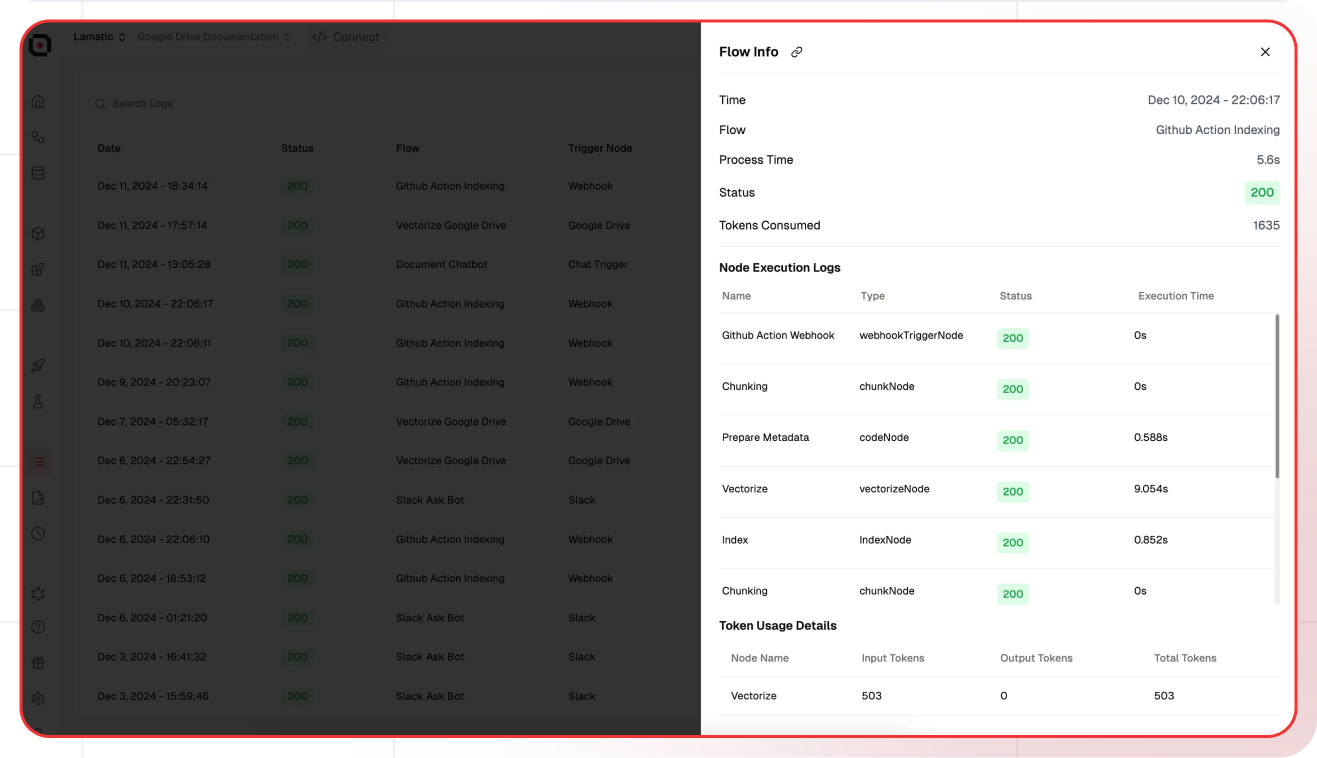 Lamatic Google Drive Documentation </> Connect
Search Logs
Date Status Flow Trigger Node
Dec 11, 2024 - 18:34:14 200 Github Action Indexing Webhook
Dec 11, 2024 - 17:57:14 200 Vectorize Google Drive Google Drive
Dec 11, 2024 - 13:05:28 200 Document Chatbot Chat Trigger
Dec 10, 2024 - 22:06:17 200 Github Action Indexing Webhook
Dec 10, 2024 - 22:06:11 200 Github Action Indexing Webhook
Dec 9, 2024 - 20:23:07 200 Github Action Indexing Webhook
Dec 7, 2024 - 05:32:17 200 Vectorize Google Drive Google Drive
Dec 6, 2024 - 22:54:27 200 Vectorize Google Drive Google Drive
Dec 6, 2024 - 22:31:50 200 Slack Ask Bot Slack
Dec 6, 2024 - 22:06:10 200 Github Action Indexing Webhook
Dec 6, 2024 - 18:53:12 200 Github Action Indexing Webhook
Dec 6, 2024 - 01:21:20 200 Slack Ask Bot Slack
Dec 3, 2024 - 16:41:32 200 Slack Ask Bot Slack
Dec 3, 2024 - 15:59:46 200 Slack Ask Bot Slack
Flow Info
Time Dec 10, 2024 - 22:06:17
Flow Github Action Indexing
Process Time 5.6s
Status 200
Tokens Consumed 1635
Node Execution Logs
Name Type Status Execution Time
Github Action Webhook webhookTriggerNode 200 0s
Chunking chunkNode 200 0s
Prepare Metadata codeNode 200 0.588s
Vectorize vectorizeNode 200 9.054s
Index IndexNode 200 0.852s
Chunking chunkNode 200 0s
Token Usage Details
Node Name Input Tokens Output Tokens Total Tokens
Vectorize 503 0 503